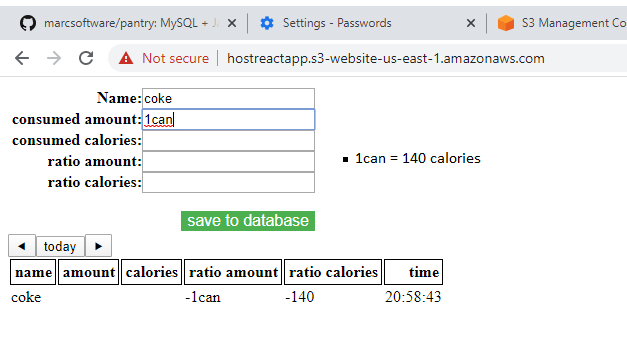 marcsoftware/pantry: MySQL + J
Settings - Passwords
S3 Management Co
Not secure | hostreactapp.s3-website-us-east-1.amazonaws.com
Name: coke
consumed amount: 1can
consumed calories:
ratio amount:
ratio calories:
▪ 1can = 140 calories
save to database
◄ today ►
name amount calories ratio amount ratio calories time
coke -1can -140 20:58:43